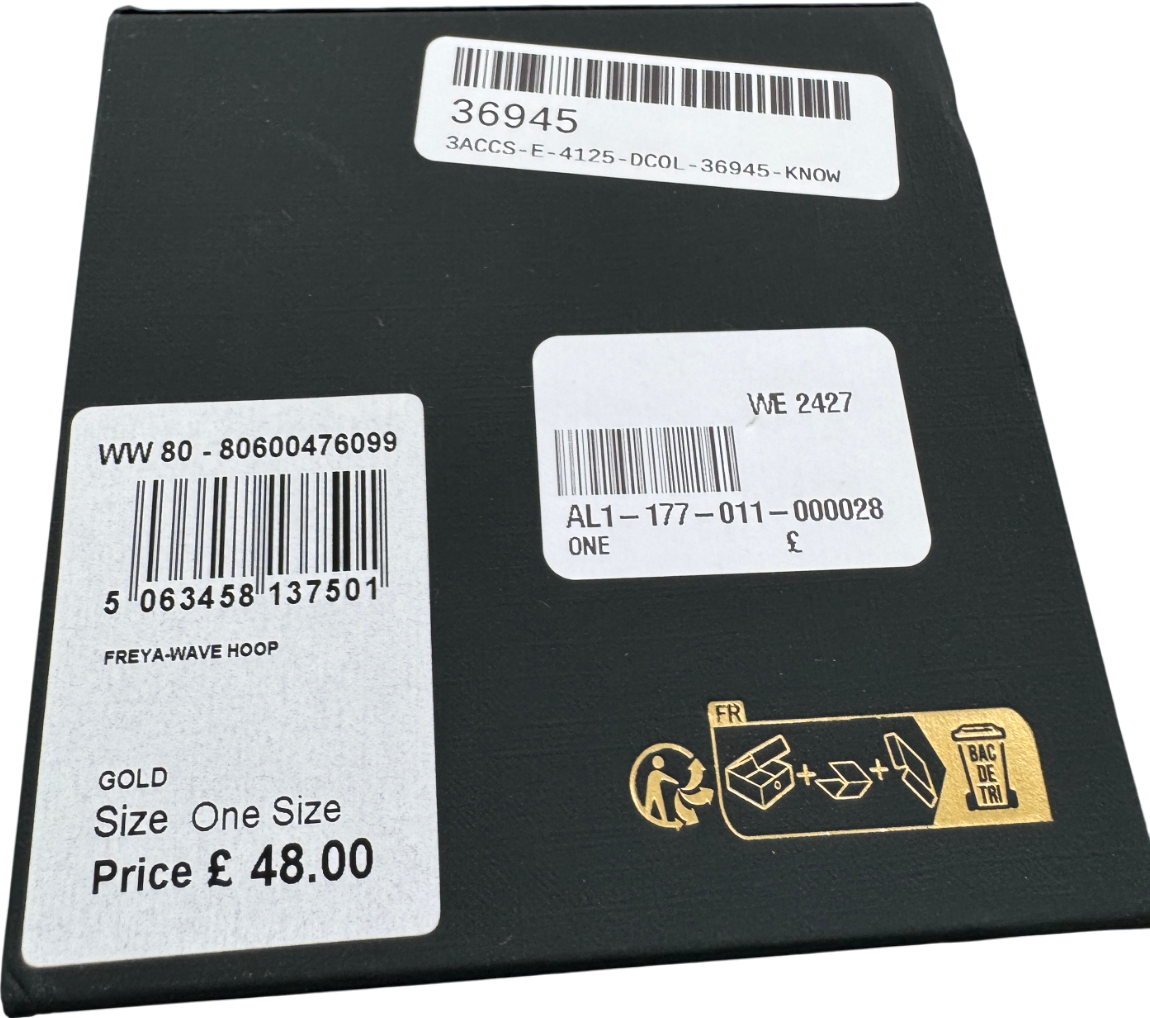 36945
3ACCS-E-4125-DCOL-36945-KNOW
WE 2427
AL1-177-011-000028
ONE £
WW 80 - 80600476099
5 063458 137501
FREYA-WAVE HOOP
GOLD
Size One Size
Price £ 48.00
FR
BAC
DE
TRI